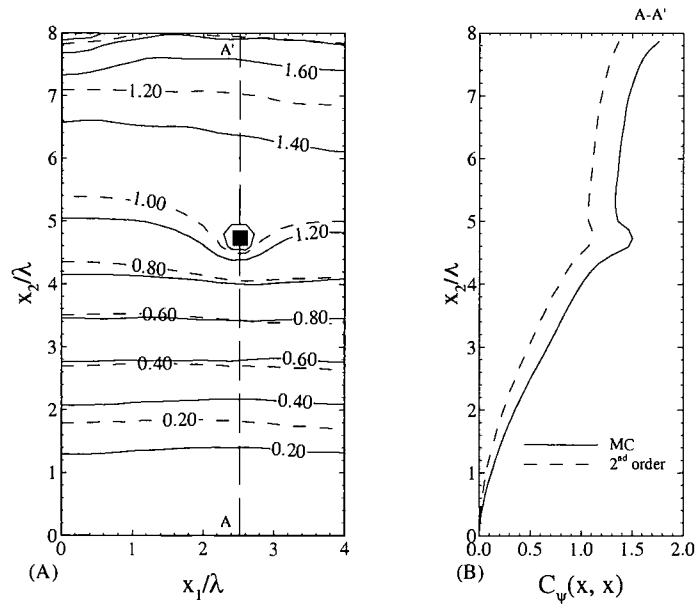 A-A'
8
7
6
5
4
3
2
1
0
x₂/λ
A'
1.60
1.20
1.40
1.00
1.20
0.80
0.60
0.80
0.60
0.40
0.40
0.20
0.20
A
0 1 2 3 4
(A)
x₁/λ
8
7
6
5
4
3
2
1
0
x₂/λ
MC
2nd order
0.0 0.5 1.0 1.5 2.0
(B)
Cψ(x, x)